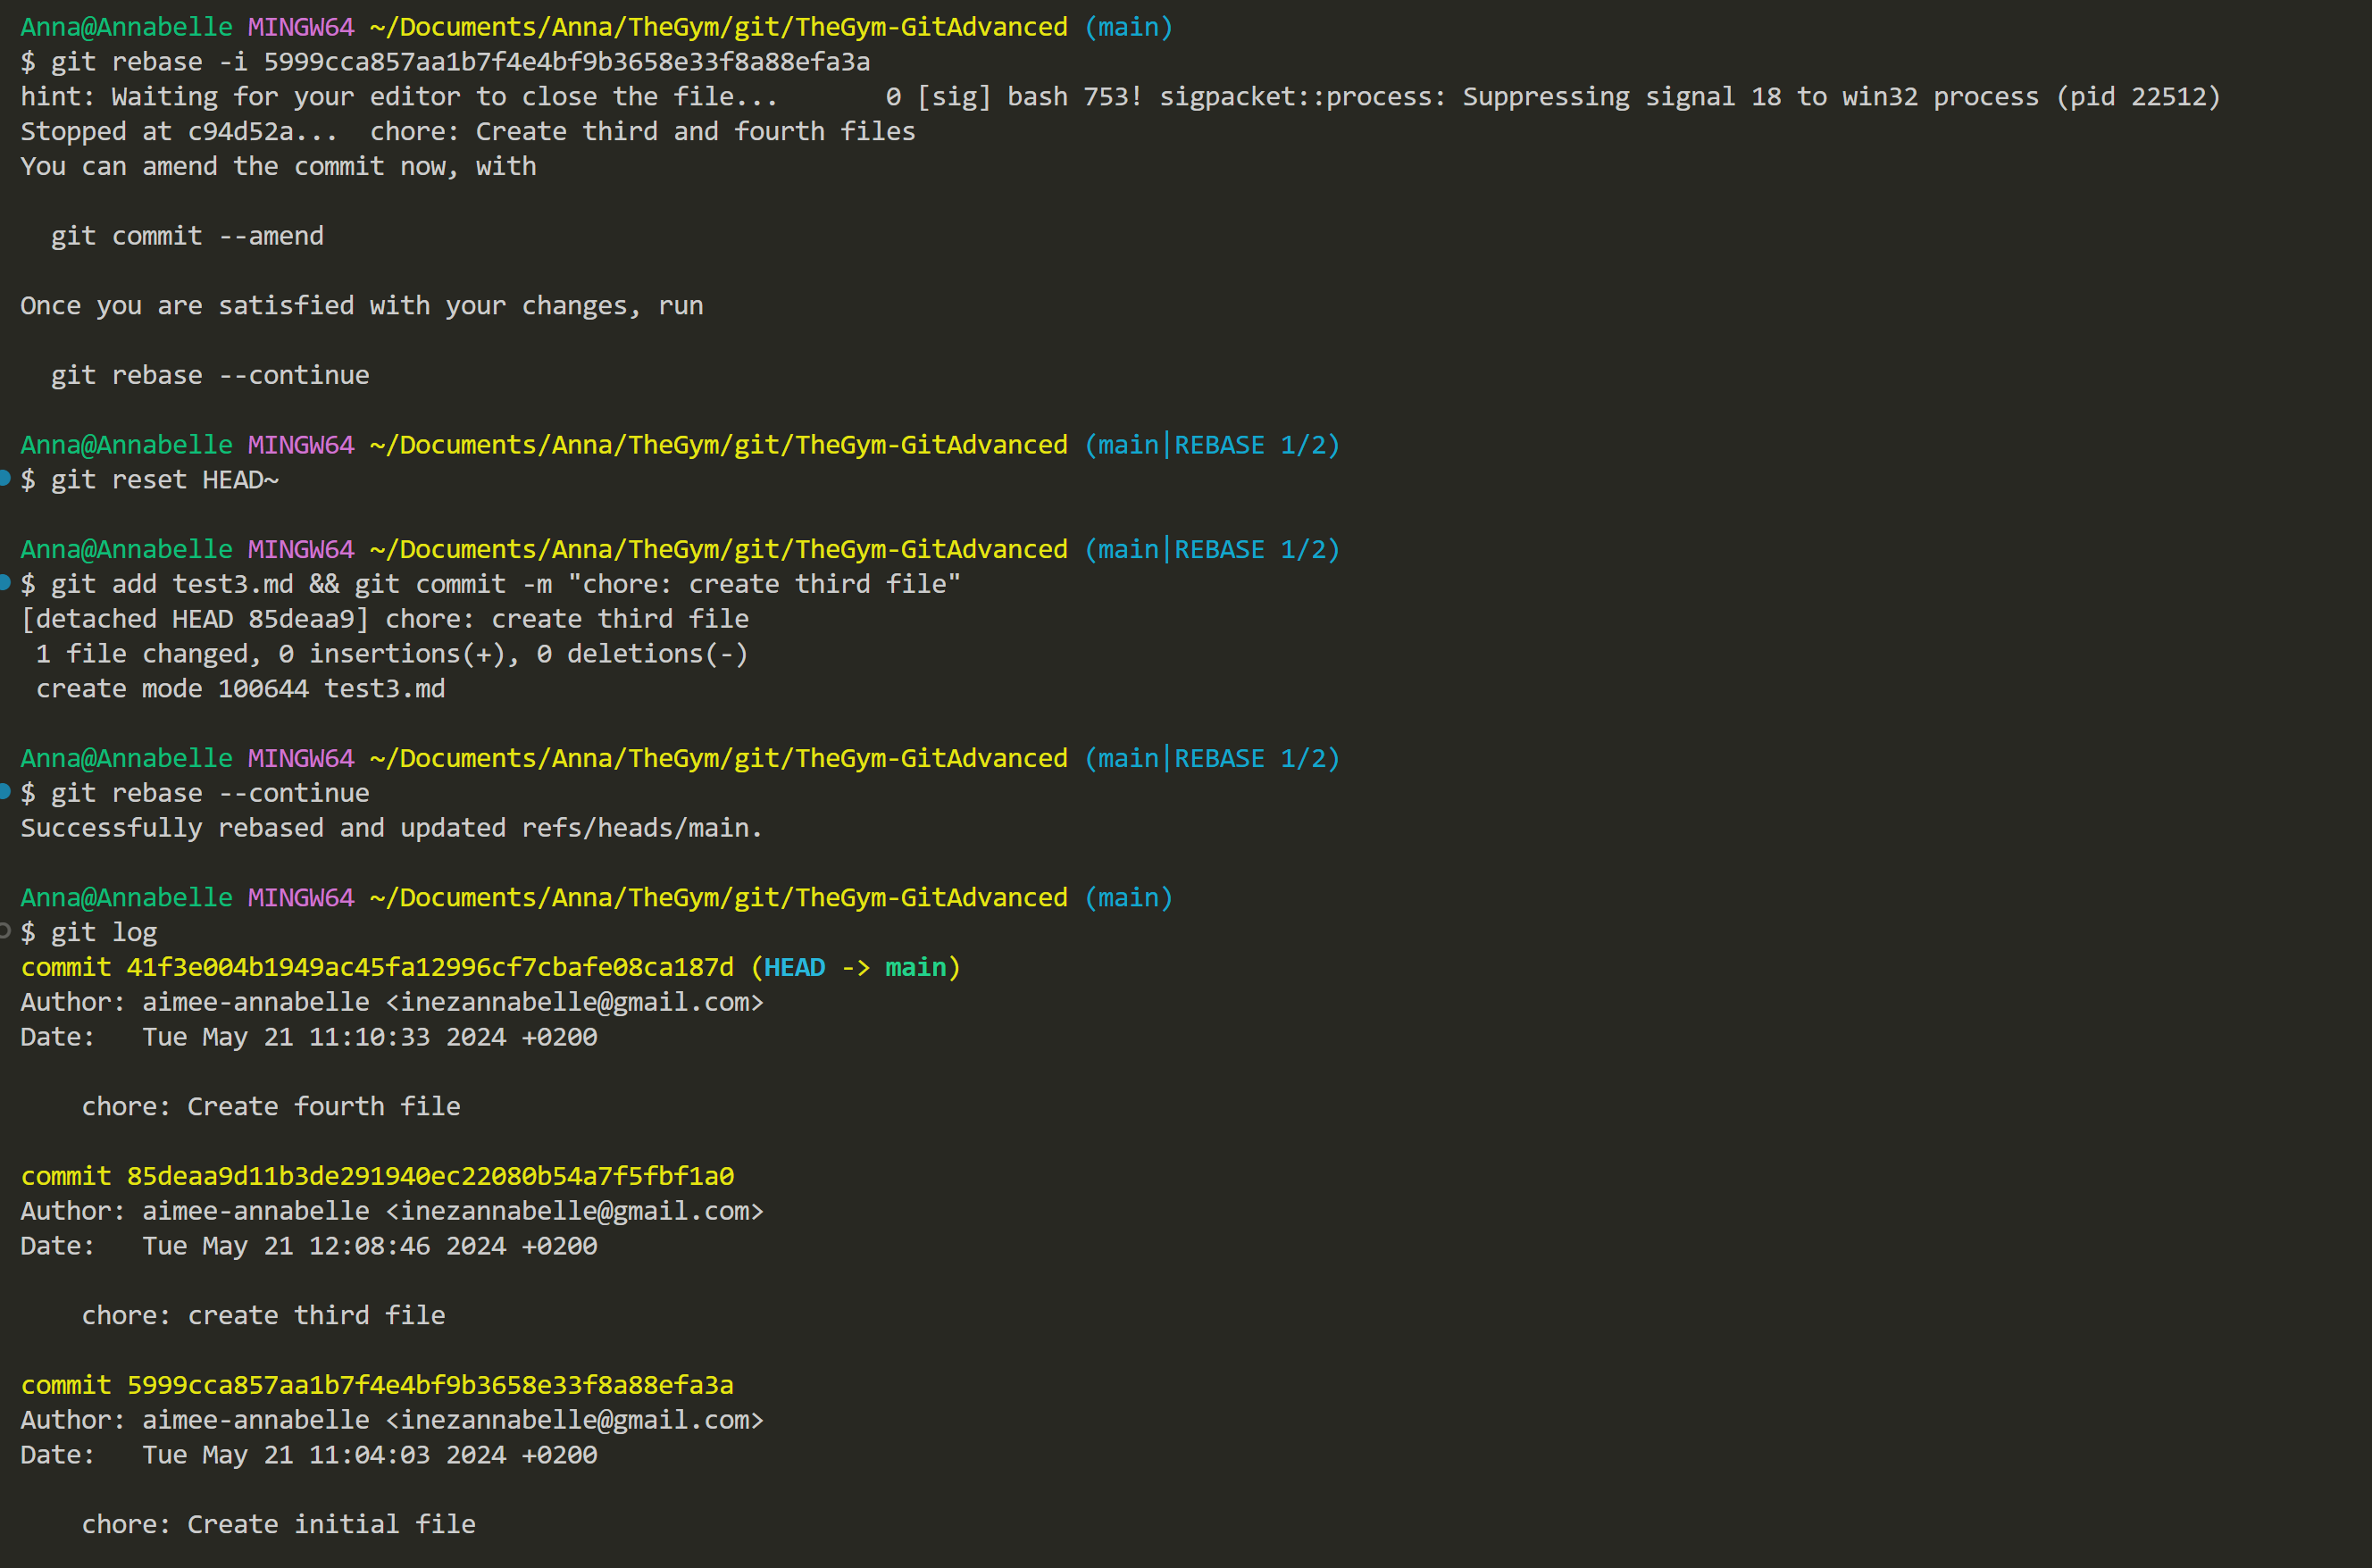 Anna@Annabelle MINGW64 ~/Documents/Anna/TheGym/git/TheGym-GitAdvanced (main)
$ git rebase -i 5999cca857aa1b7f4e4bf9b3658e33f8a88efa3a
hint: Waiting for your editor to close the file...       0 [sig] bash 753! sigpacket::process: Suppressing signal 18 to win32 process (pid 22512)
Stopped at c94d52a...  chore: Create third and fourth files
You can amend the commit now, with

  git commit --amend

Once you are satisfied with your changes, run

  git rebase --continue

Anna@Annabelle MINGW64 ~/Documents/Anna/TheGym/git/TheGym-GitAdvanced (main|REBASE 1/2)
$ git reset HEAD~

Anna@Annabelle MINGW64 ~/Documents/Anna/TheGym/git/TheGym-GitAdvanced (main|REBASE 1/2)
$ git add test3.md && git commit -m "chore: create third file"
[detached HEAD 85deaa9] chore: create third file
 1 file changed, 0 insertions(+), 0 deletions(-)
 create mode 100644 test3.md

Anna@Annabelle MINGW64 ~/Documents/Anna/TheGym/git/TheGym-GitAdvanced (main|REBASE 1/2)
$ git rebase --continue
Successfully rebased and updated refs/heads/main.

Anna@Annabelle MINGW64 ~/Documents/Anna/TheGym/git/TheGym-GitAdvanced (main)
$ git log
commit 41f3e004b1949ac45fa12996cf7cbafe08ca187d (HEAD -> main)
Author: aimee-annabelle <inezannabelle@gmail.com>
Date:   Tue May 21 11:10:33 2024 +0200

    chore: Create fourth file

commit 85deaa9d11b3de291940ec22080b54a7f5fbf1a0
Author: aimee-annabelle <inezannabelle@gmail.com>
Date:   Tue May 21 12:08:46 2024 +0200

    chore: create third file

commit 5999cca857aa1b7f4e4bf9b3658e33f8a88efa3a
Author: aimee-annabelle <inezannabelle@gmail.com>
Date:   Tue May 21 11:04:03 2024 +0200

    chore: Create initial file